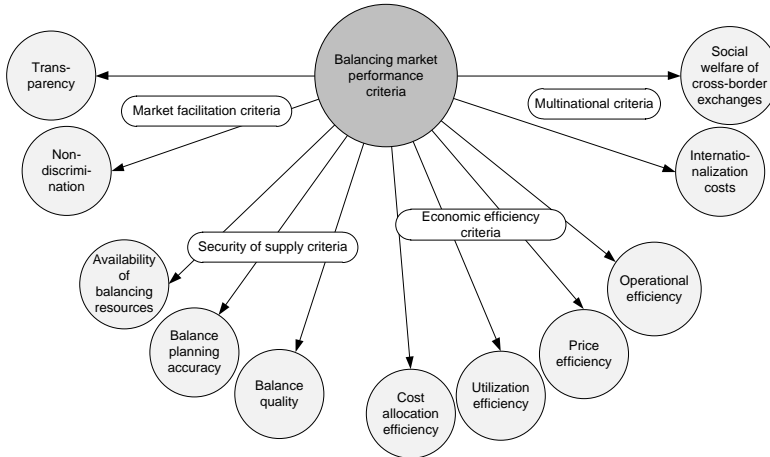 Balancing market
performance
criteria
Trans-
parency
Market facilitation criteria
Non-
discrimi-
nation
Social
welfare of
cross-border
exchanges
Multinational criteria
Internatio-
nalization
costs
Security of supply criteria
Availability
of
balancing
resources
Balance
planning
accuracy
Balance
quality
Economic efficiency
criteria
Cost
allocation
efficiency
Utilization
efficiency
Price
efficiency
Operational
efficiency